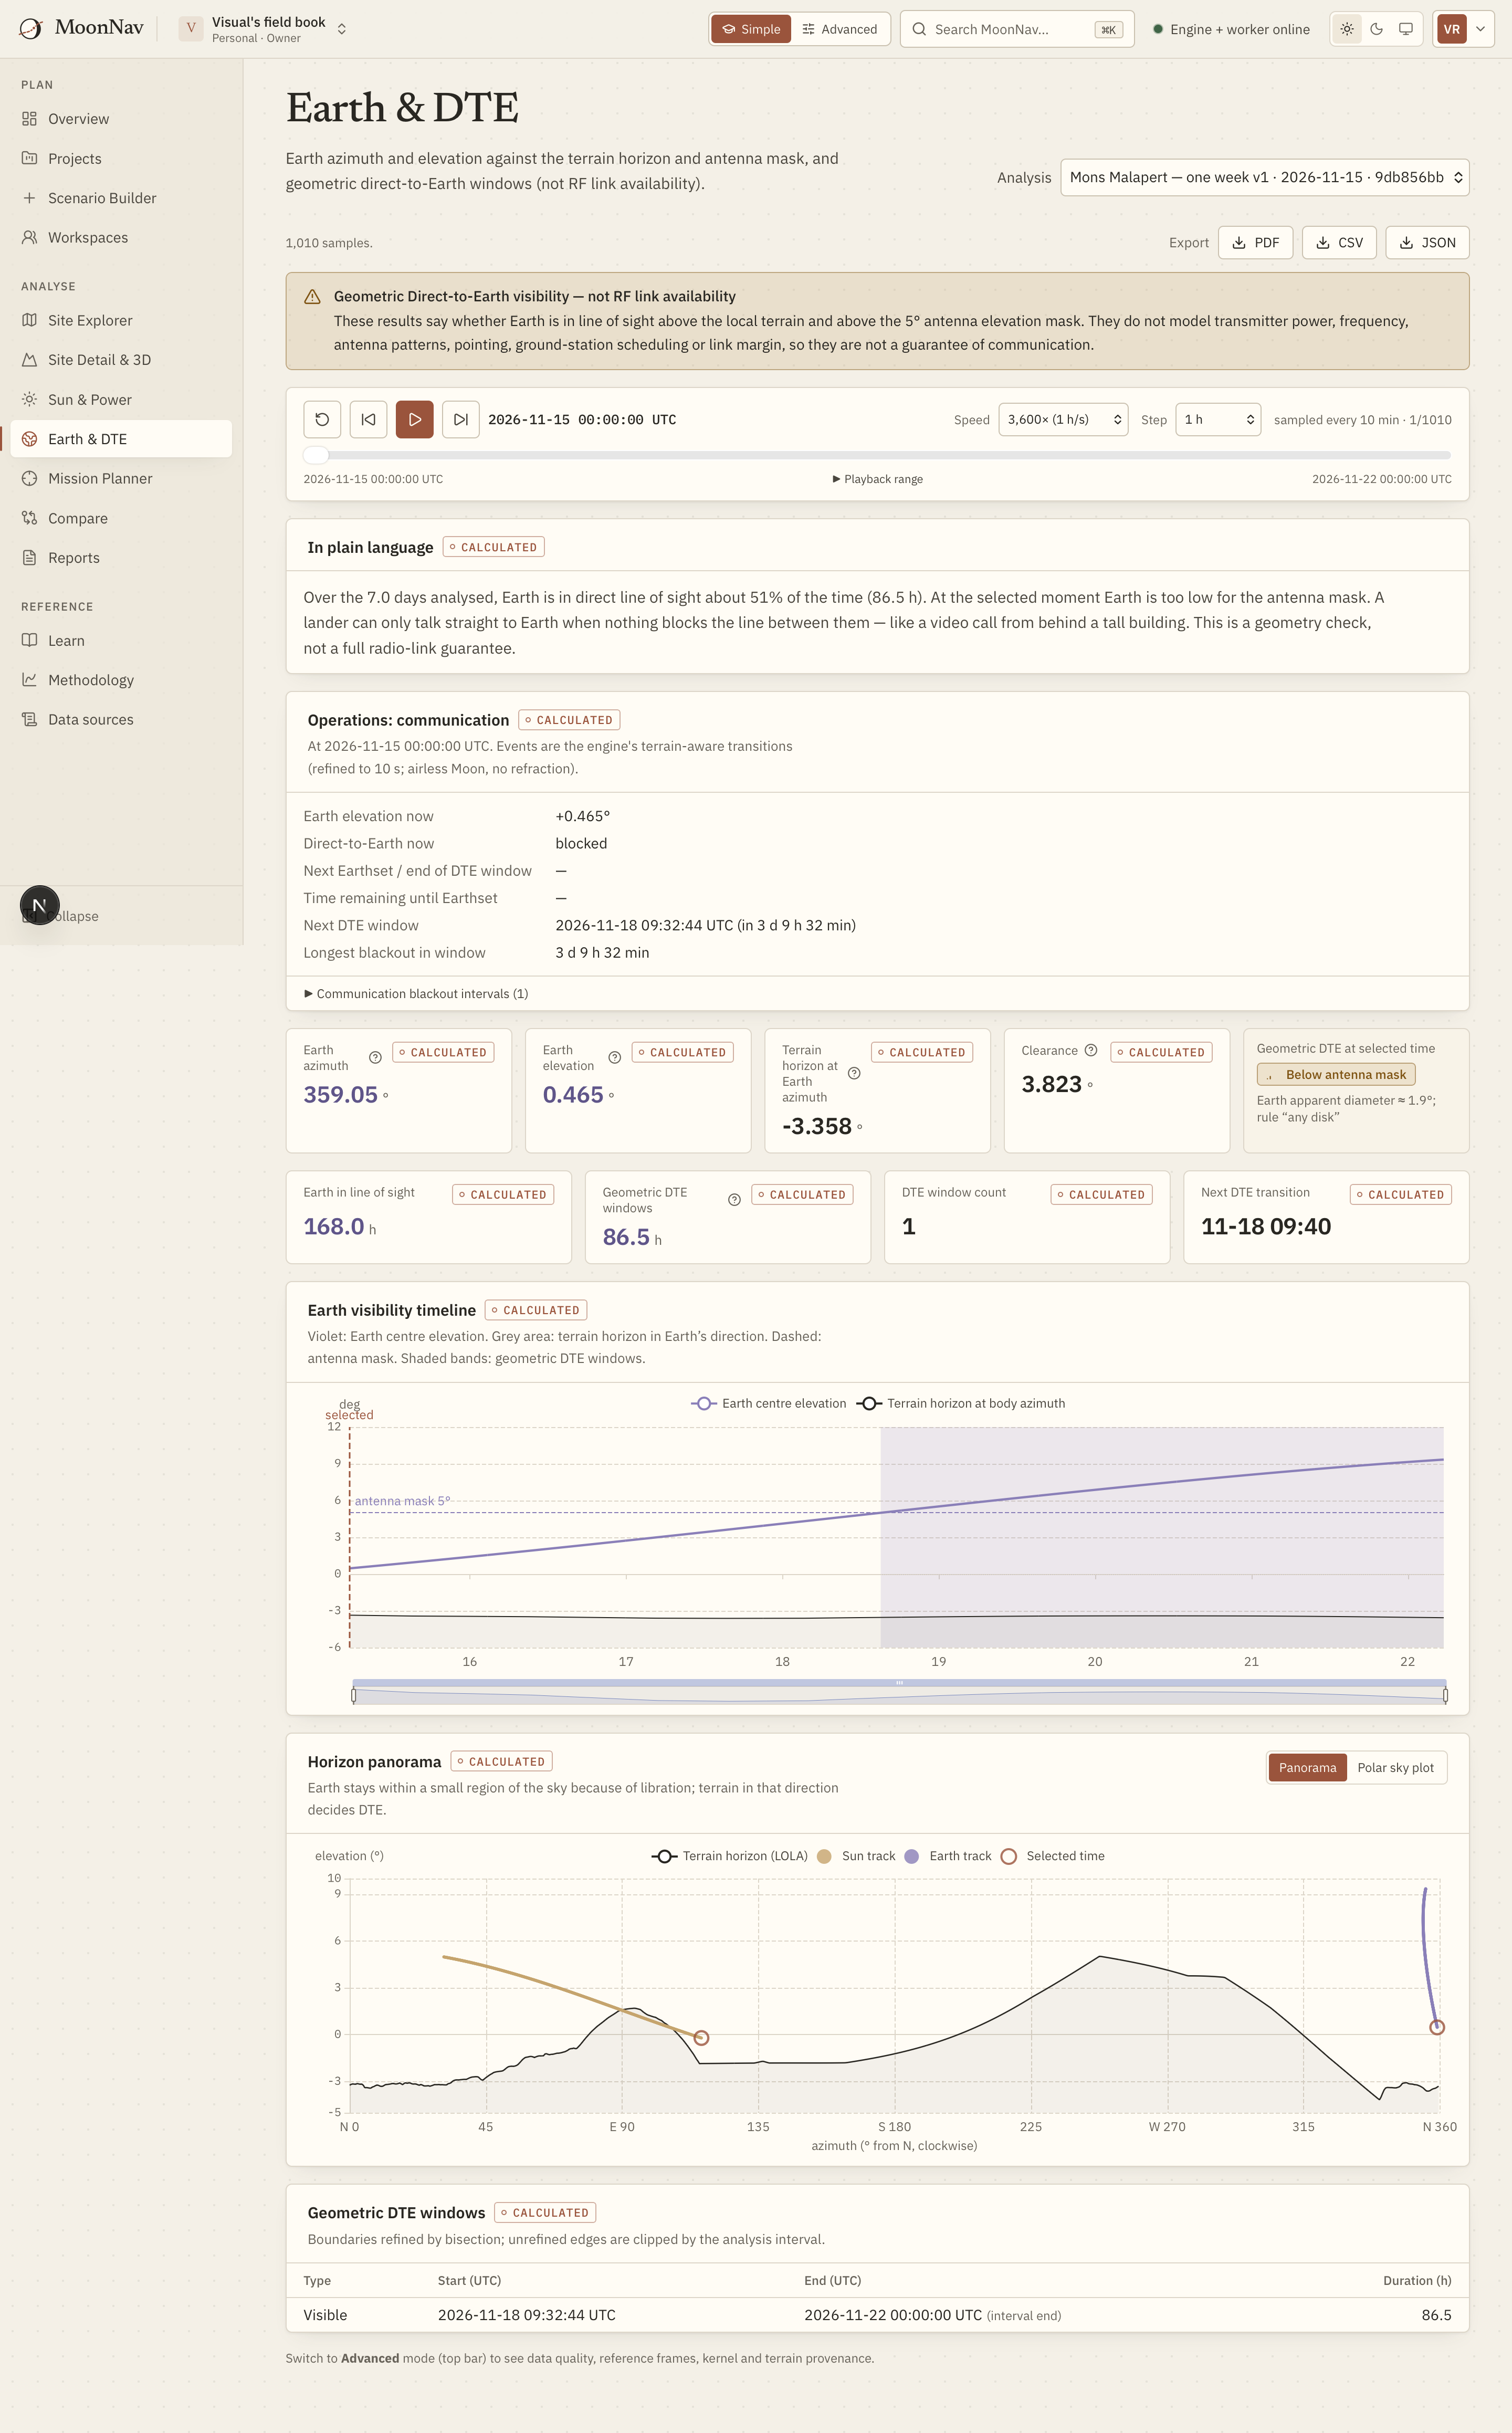 MoonNav
V
Visual's field book
Personal · Owner
Simple
Advanced
Search MoonNav...
⌘K
Engine + worker online
VR
PLAN
Overview
Projects
Scenario Builder
Workspaces
ANALYSE
Site Explorer
Site Detail & 3D
Sun & Power
Earth & DTE
Mission Planner
Compare
Reports
REFERENCE
Learn
Methodology
Data sources
N
ollapse
Earth & DTE
Earth azimuth and elevation against the terrain horizon and antenna mask, and
geometric direct-to-Earth windows (not RF link availability).
Analysis
Mons Malapert — one week v1 · 2026-11-15 · 9db856bb
1,010 samples.
Export
PDF
CSV
JSON
Geometric Direct-to-Earth visibility — not RF link availability
These results say whether Earth is in line of sight above the local terrain and above the 5° antenna elevation mask. They do not model transmitter power, frequency,
antenna patterns, pointing, ground-station scheduling or link margin, so they are not a guarantee of communication.
2026-11-15 00:00:00 UTC
Speed
3,600× (1 h/s)
Step
1 h
sampled every 10 min · 1/1010
2026-11-15 00:00:00 UTC
▶ Playback range
2026-11-22 00:00:00 UTC
In plain language
CALCULATED
Over the 7.0 days analysed, Earth is in direct line of sight about 51% of the time (86.5 h). At the selected moment Earth is too low for the antenna mask. A
lander can only talk straight to Earth when nothing blocks the line between them — like a video call from behind a tall building. This is a geometry check,
not a full radio-link guarantee.
Operations: communication
CALCULATED
At 2026-11-15 00:00:00 UTC. Events are the engine's terrain-aware transitions
(refined to 10 s; airless Moon, no refraction).
Earth elevation now
+0.465°
Direct-to-Earth now
blocked
Next Earthset / end of DTE window
—
Time remaining until Earthset
—
Next DTE window
2026-11-18 09:32:44 UTC (in 3 d 9 h 32 min)
Longest blackout in window
3 d 9 h 32 min
▶ Communication blackout intervals (1)
Earth
azimuth
CALCULATED
359.05 °
Earth
elevation
CALCULATED
0.465 °
Terrain
horizon at
Earth
azimuth
CALCULATED
-3.358 °
Clearance
CALCULATED
3.823 °
Geometric DTE at selected time
Below antenna mask
Earth apparent diameter ≈ 1.9°;
rule “any disk”
Earth in line of sight
CALCULATED
168.0 h
Geometric DTE
windows
CALCULATED
86.5 h
DTE window count
CALCULATED
1
Next DTE transition
CALCULATED
11-18 09:40
Earth visibility timeline
CALCULATED
Violet: Earth centre elevation. Grey area: terrain horizon in Earth’s direction. Dashed:
antenna mask. Shaded bands: geometric DTE windows.
deg
selected
Earth centre elevation
Terrain horizon at body azimuth
12
9
6
antenna mask 5°
3
0
-3
-6
16
17
18
19
20
21
22
Horizon panorama
CALCULATED
Earth stays within a small region of the sky because of libration; terrain in that direction
decides DTE.
Panorama
Polar sky plot
elevation (°)
Terrain horizon (LOLA)
Sun track
Earth track
Selected time
10
9
6
3
0
-3
-5
N 0
45
E 90
135
S 180
225
W 270
315
N 360
azimuth (° from N, clockwise)
Geometric DTE windows
CALCULATED
Boundaries refined by bisection; unrefined edges are clipped by the analysis interval.
Type
Start (UTC)
End (UTC)
Duration (h)
Visible
2026-11-18 09:32:44 UTC
2026-11-22 00:00:00 UTC (interval end)
86.5
Switch to Advanced mode (top bar) to see data quality, reference frames, kernel and terrain provenance.